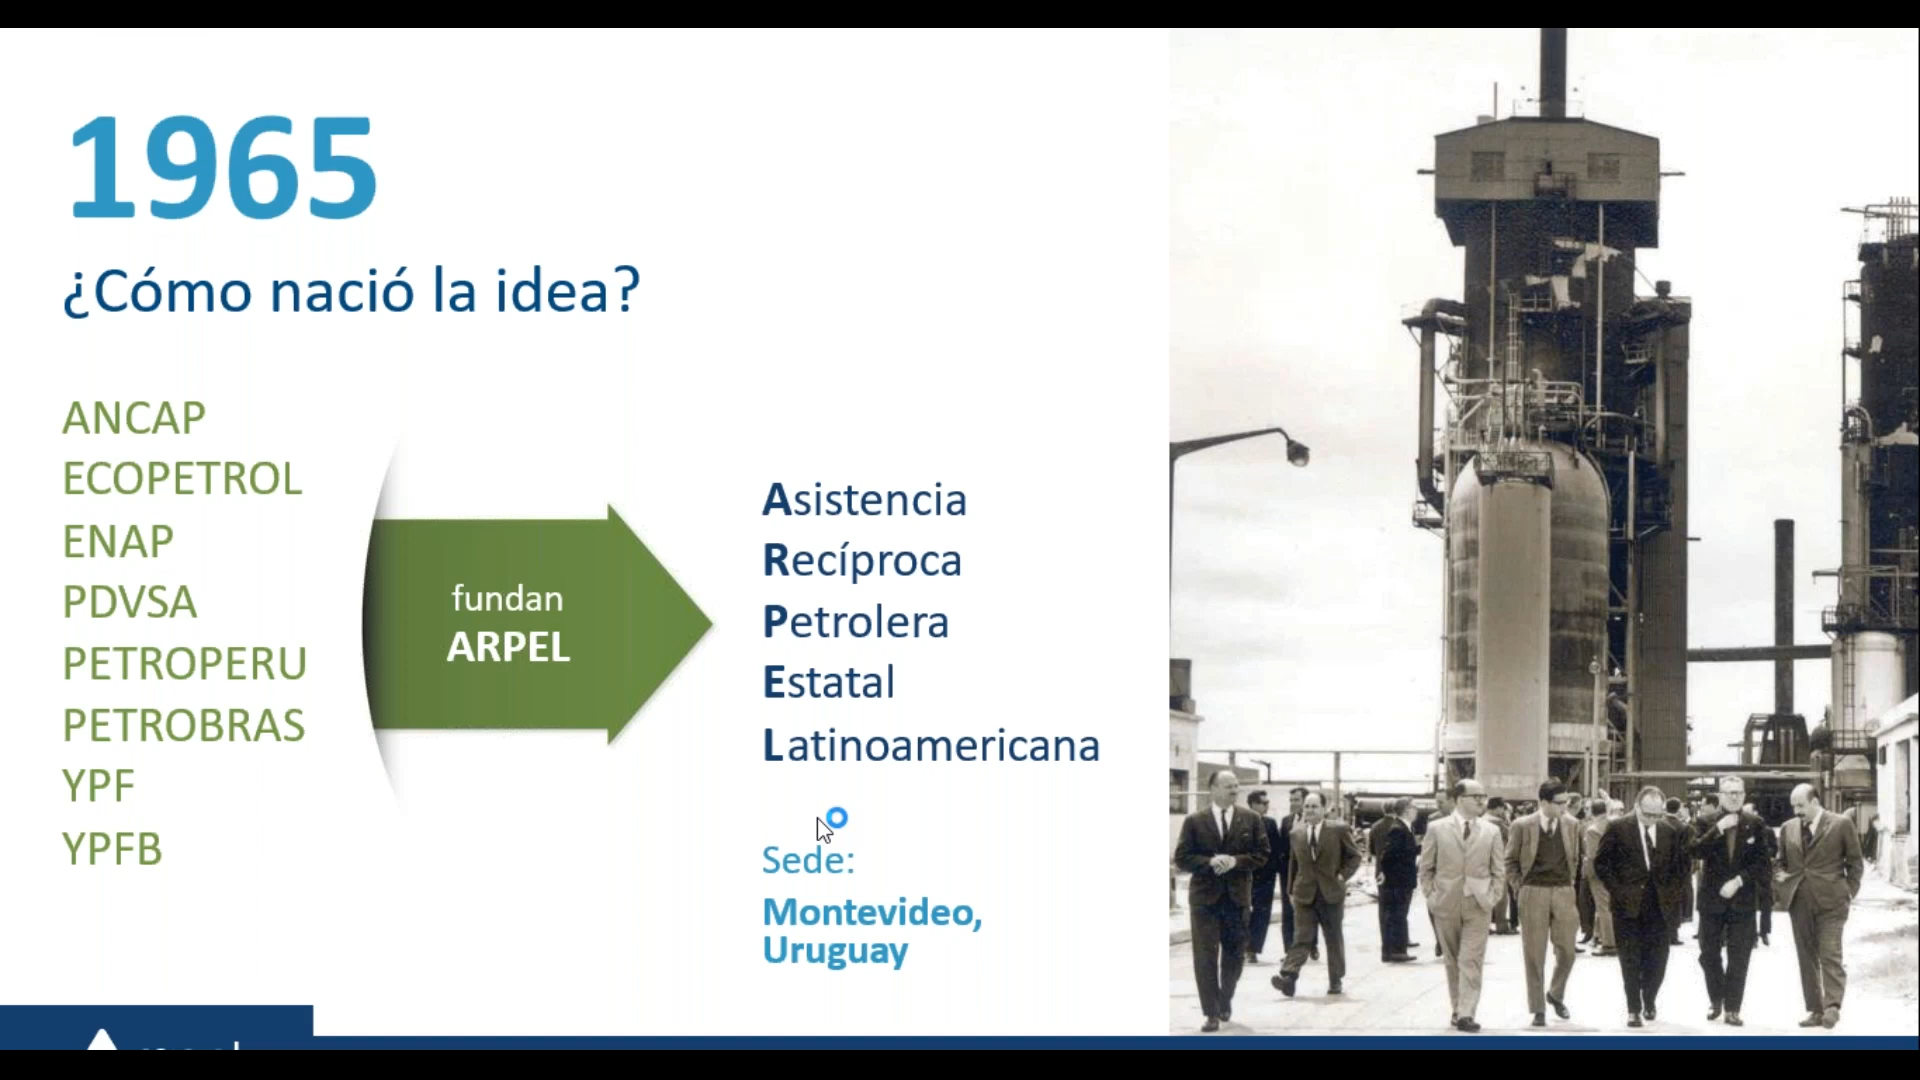 1965
¿Cómo nació la idea?
ANCAP
ECOPETROL
ENAP
PDVSA
PETROPERU
PETROBRAS
YPF
YPFB
fundan
ARPEL
Asistencia
Recíproca
Petrolera
Estatal
Latinoamericana
Sede:
Montevideo,
Uruguay